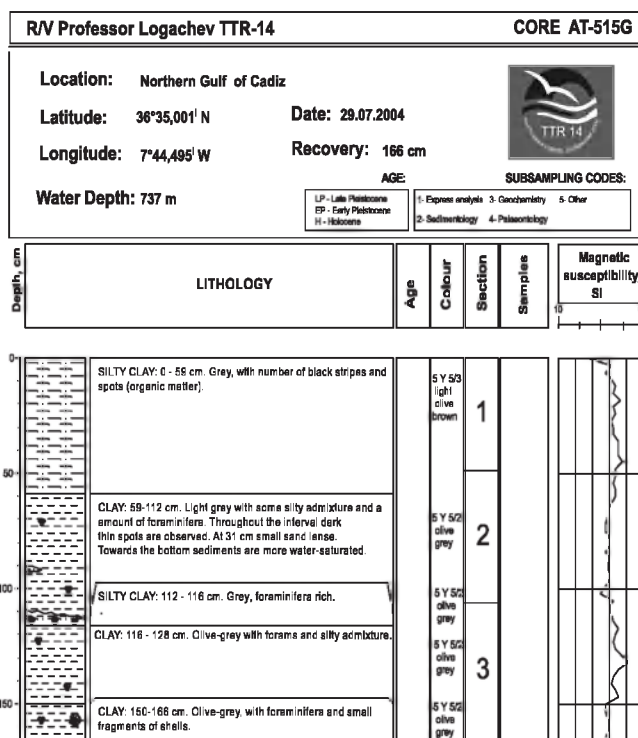 R/V Professor Logachev TTR-14 CORE AT-515G
Location: Northern Gulf of Cadiz
Latitude: 36°35,001' N Date: 29.07.2004
Longitude: 7°44,495' W Recovery: 166 cm
Water Depth: 737 m
TTR 14
AGE:
LP - Late Pleistocene
EP - Early Pleistocene
H - Holocene
SUBSAMPLING CODES:
1- Express analysis 3- Geochemistry 5- Other
2- Sedimentology 4- Palaeontology
Depth, cm
LITHOLOGY
Age
Colour
Section
Samples
Magnetic
susceptibility
SI
10
0
SILTY CLAY: 0 - 59 cm. Grey, with number of black stripes and
spots (organic matter).
5 Y 5/3
light
olive
brown
1
50
CLAY: 59-112 cm. Light grey with some silty admixture and a
amount of foraminifera. Throughout the interval dark
thin spots are observed. At 31 cm small sand lense.
Towards the bottom sediments are more water-saturated.
5 Y 5/2
olive
grey
2
100
SILTY CLAY: 112 - 116 cm. Grey, foraminifera rich.
5 Y 5/2
olive
grey
CLAY: 116 - 128 cm. Olive-grey with forams and silty admixture.
5 Y 5/2
olive
grey
3
150
CLAY: 150-166 cm. Olive-grey, with foraminifera and small
fragments of shells.
5 Y 5/2
olive
grey